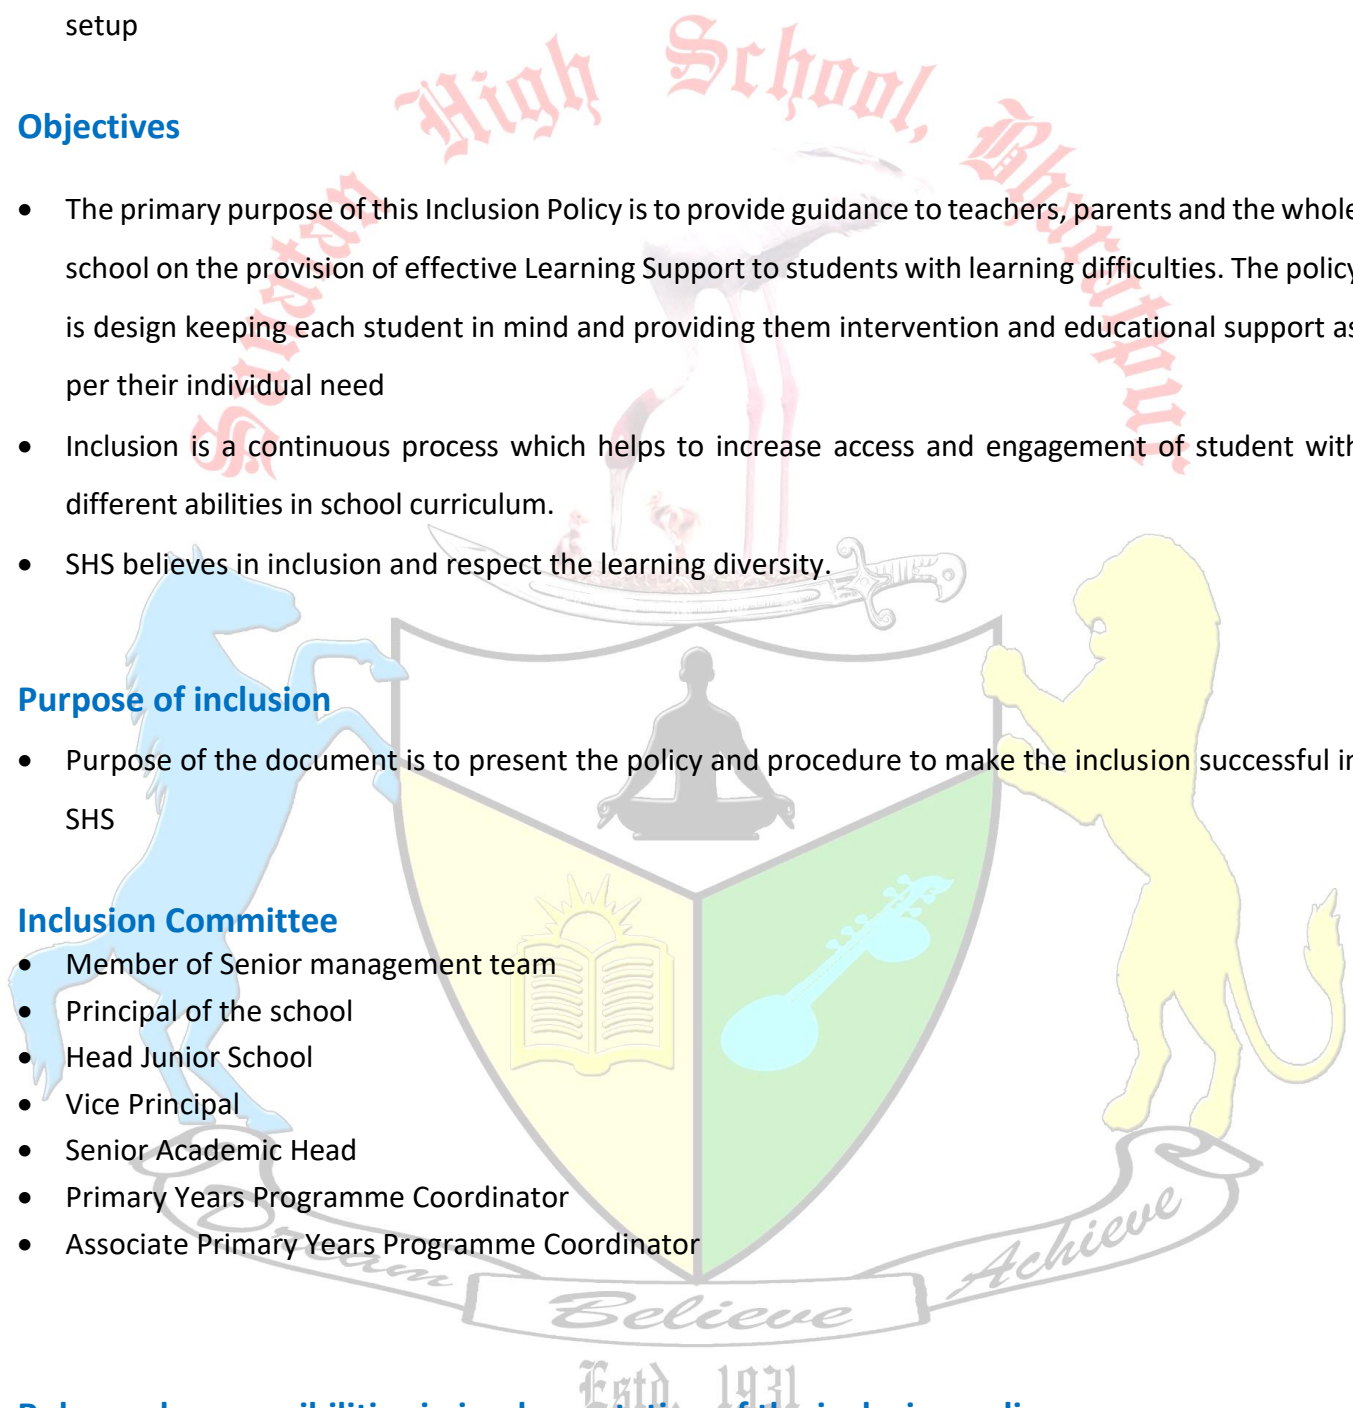 setup
Objectives
• The primary purpose of this Inclusion Policy is to provide guidance to teachers, parents and the whole
school on the provision of effective Learning Support to students with learning difficulties. The policy
is design keeping each student in mind and providing them intervention and educational support as
per their individual need
• Inclusion is a continuous process which helps to increase access and engagement of student with
different abilities in school curriculum.
• SHS believes in inclusion and respect the learning diversity.
Purpose of inclusion
• Purpose of the document is to present the policy and procedure to make the inclusion successful in
SHS
Inclusion Committee
• Member of Senior management team
• Principal of the school
• Head Junior School
• Vice Principal
• Senior Academic Head
• Primary Years Programme Coordinator
• Associate Primary Years Programme Coordinator
Sanatan High School, Bharatpur
Dream
Believe
Achieve
Estd. 1931